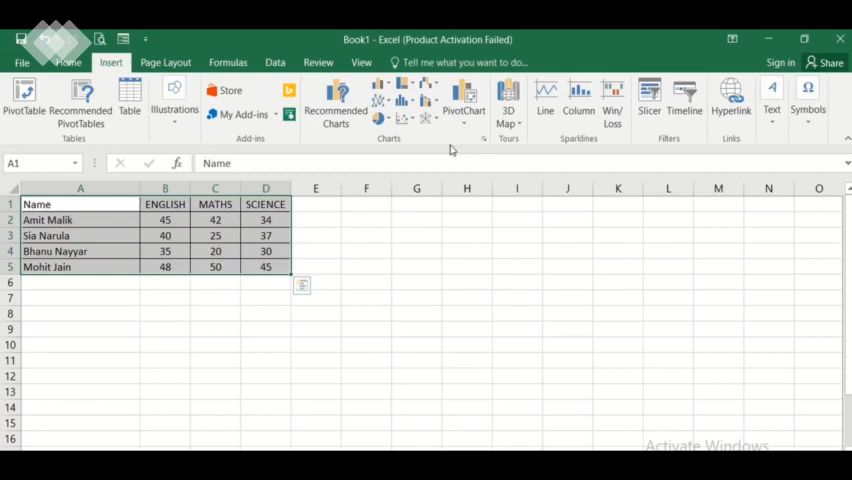 Book1 - Excel (Product Activation Failed)
File Home Insert Page Layout Formulas Data Review View Tell me what you want to do... Sign in Share
PivotTable Recommended PivotTables Table Illustrations Store My Add-ins Recommended Charts PivotChart 3D Map Line Column Win/Loss Slicer Timeline Hyperlink Text Symbols
Tables Add-ins Charts Tours Sparklines Filters Links
A1 fx Name
A B C D E F G H I J K L M N O
1 Name ENGLISH MATHS SCIENCE
2 Amit Malik 45 42 34
3 Sia Narula 40 25 37
4 Bhanu Nayyar 35 20 30
5 Mohit Jain 48 50 45
6
7
8
9
10
11
12
13
14
15
16
Activate Windows